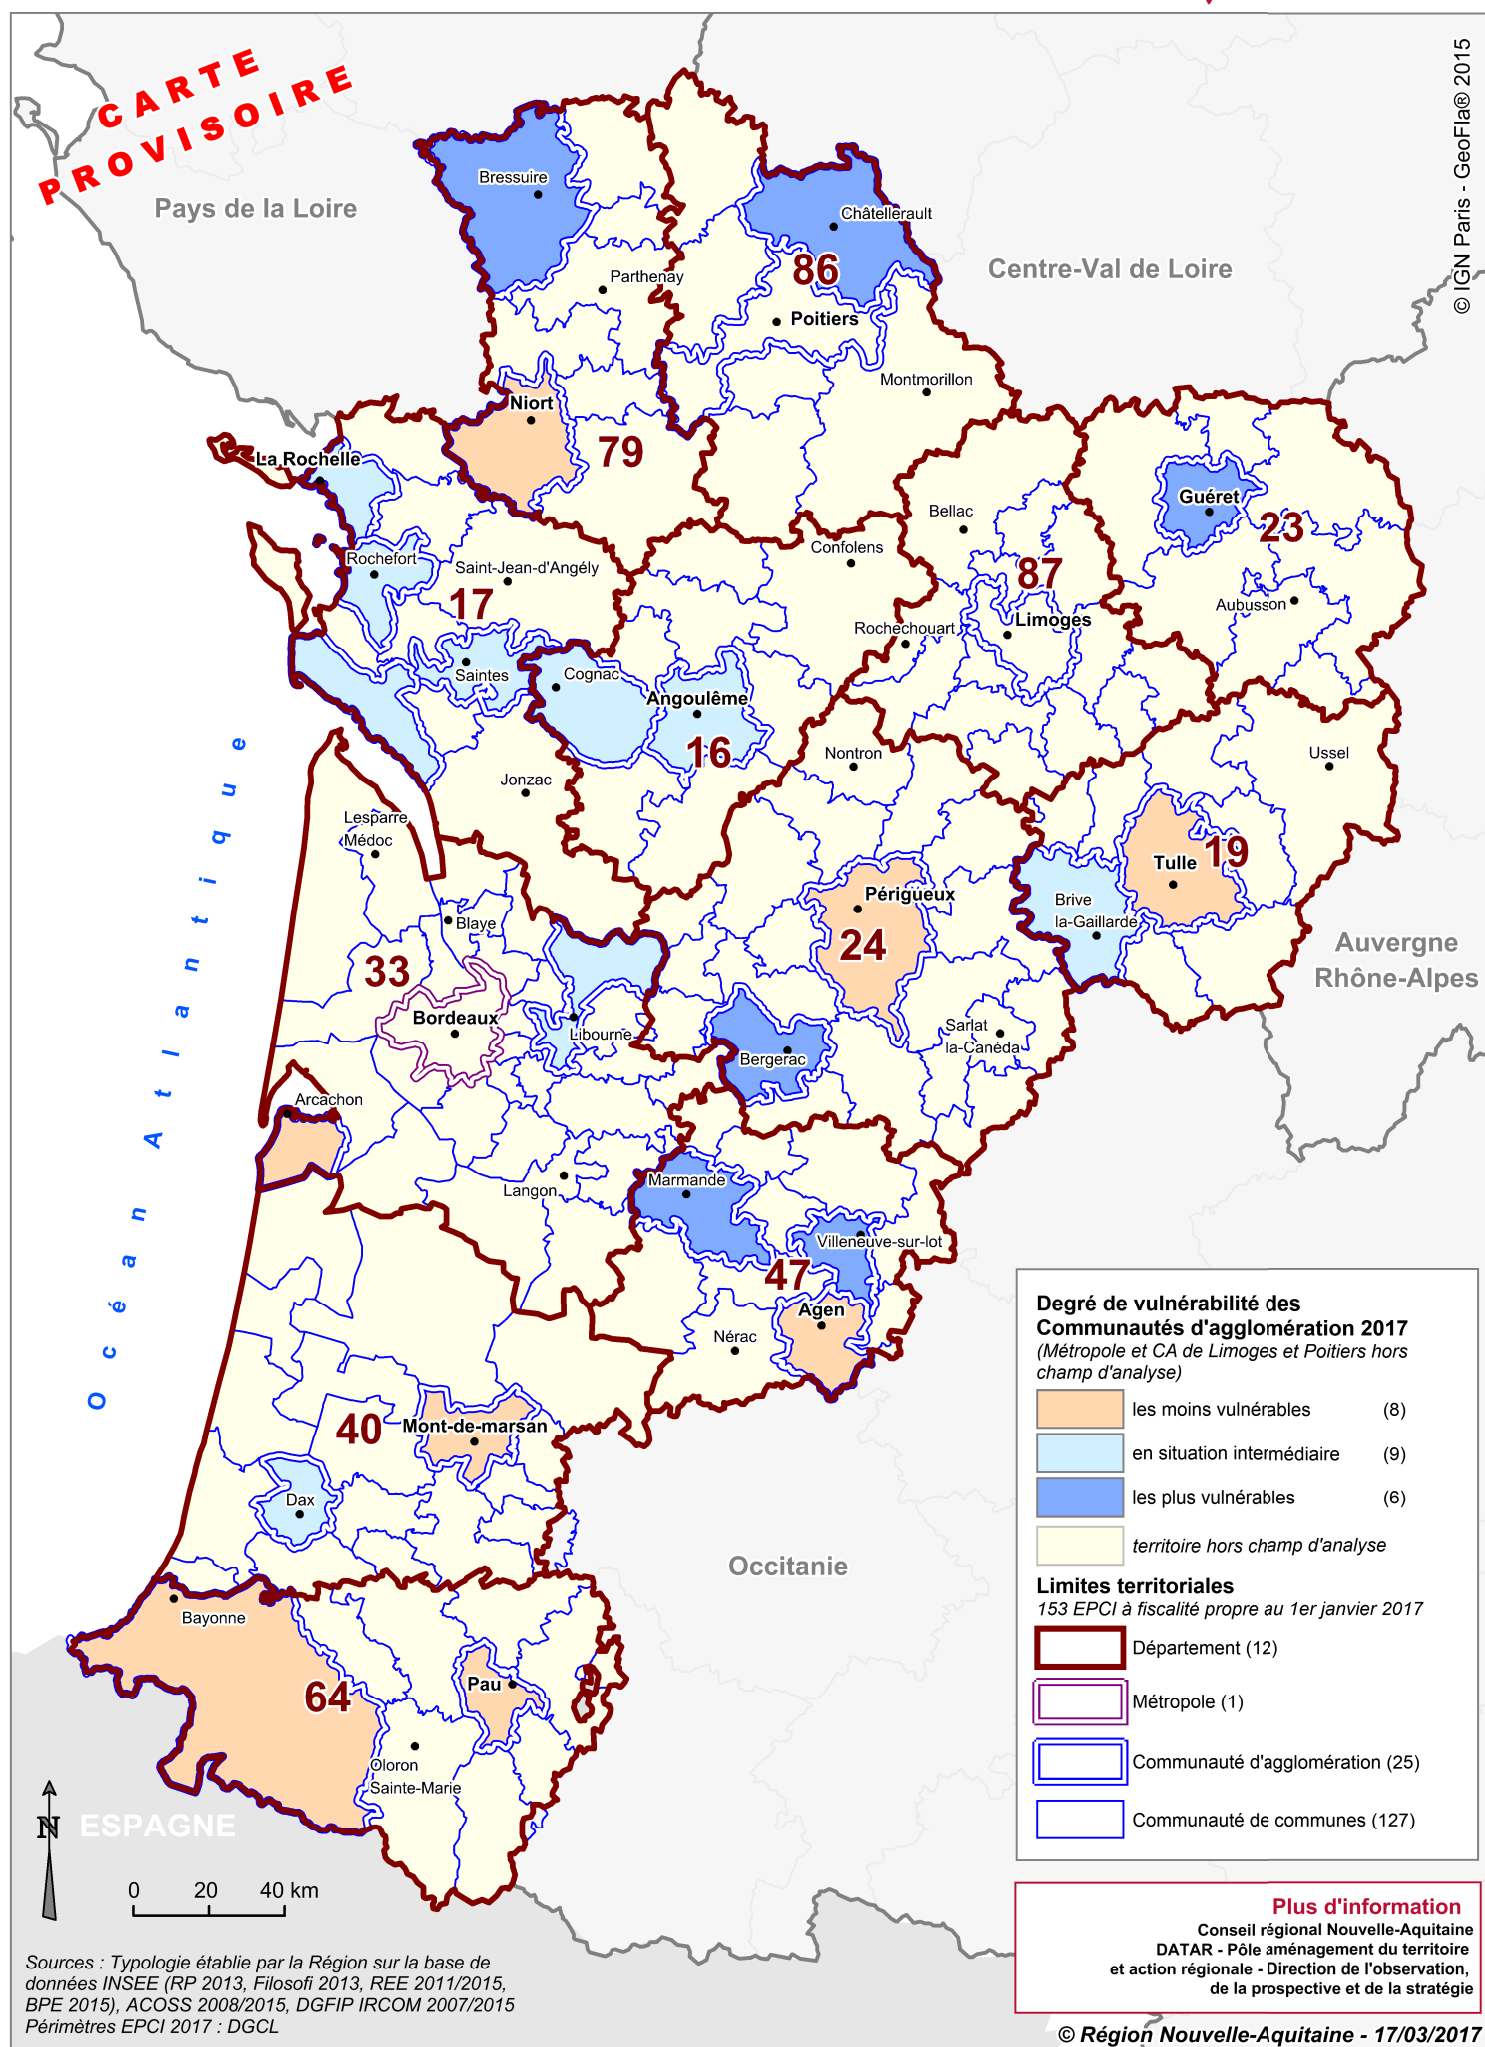 CARTE
PROVISOIRE
© IGN Paris - GeoFla® 2015
Pays de la Loire
Centre-Val de Loire
Auvergne
Rhône-Alpes
Occitanie
ESPAGNE
Océan Atlantique
Bressuire
Châtellerault
86
Parthenay
Poitiers
Montmorillon
Niort
79
La Rochelle
Guéret
23
Bellac
Confolens
Rochefort
Saint-Jean-d'Angély
17
87
Aubusson
Limoges
Rochechouart
Saintes
Cognac
Angoulême
16
Nontron
Ussel
Jonzac
Lesparre
Médoc
Tulle
19
Périgueux
Brive
la-Gaillarde
Blaye
24
33
Bordeaux
Libourne
Sarlat
la-Canéda
Bergerac
Arcachon
Marmande
Langon
Villeneuve-sur-lot
47
Agen
Nérac
40
Mont-de-marsan
Dax
Bayonne
64
Pau
Oloron
Sainte-Marie
Degré de vulnérabilité des
Communautés d'agglomération 2017
(Métropole et CA de Limoges et Poitiers hors
champ d'analyse)
les moins vulnérables (8)
en situation intermédiaire (9)
les plus vulnérables (6)
territoire hors champ d'analyse
Limites territoriales
153 EPCI à fiscalité propre au 1er janvier 2017
Département (12)
Métropole (1)
Communauté d'agglomération (25)
Communauté de communes (127)
N
0 20 40 km
Plus d'information
Conseil régional Nouvelle-Aquitaine
DATAR - Pôle aménagement du territoire
et action régionale - Direction de l'observation,
de la prospective et de la stratégie
Sources : Typologie établie par la Région sur la base de
données INSEE (RP 2013, Filosofi 2013, REE 2011/2015,
BPE 2015), ACOSS 2008/2015, DGFIP IRCOM 2007/2015
Périmètres EPCI 2017 : DGCL
© Région Nouvelle-Aquitaine - 17/03/2017